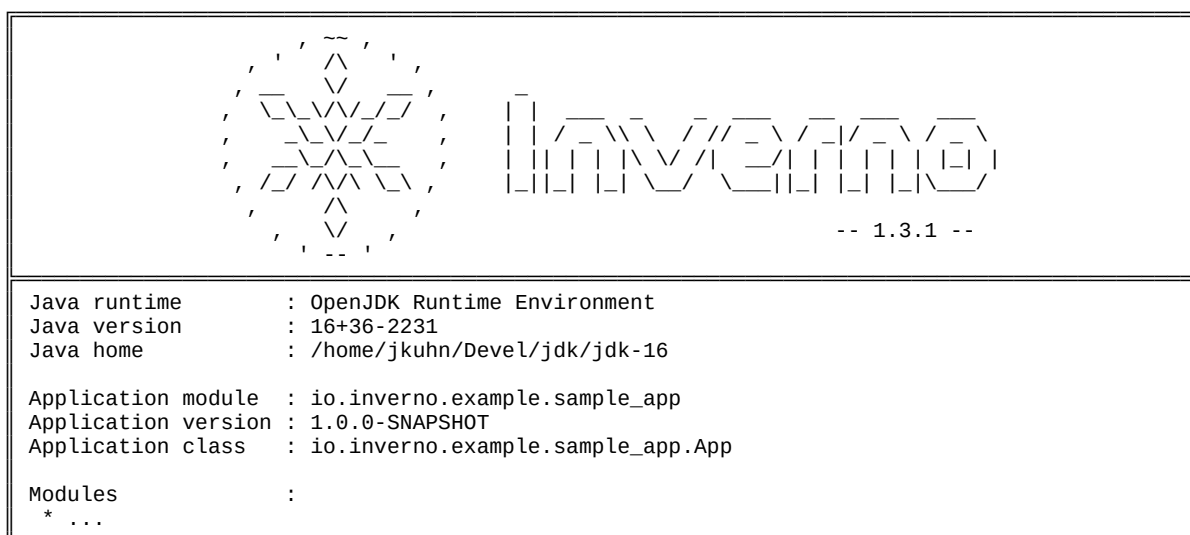 Inverno
-- 1.3.1 --
Java runtime : OpenJDK Runtime Environment
Java version : 16+36-2231
Java home : /home/jkuhn/Devel/jdk/jdk-16
Application module : io.inverno.example.sample_app
Application version : 1.0.0-SNAPSHOT
Application class : io.inverno.example.sample_app.App
Modules :
* ...